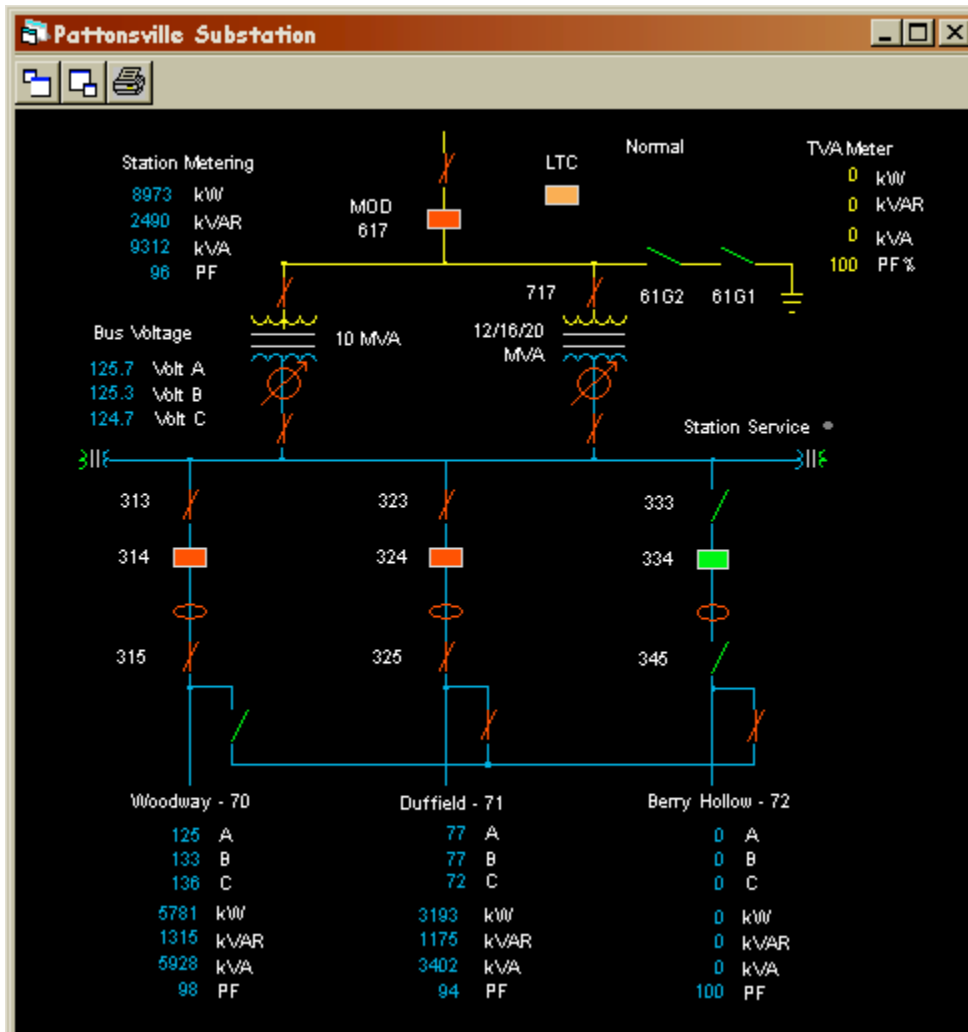 Pattonsville Substation
Station Metering
8973 kW
2490 kVAR
9312 kVA
96 PF
MOD
617
LTC
Normal
TVA Meter
0 kW
0 kVAR
0 kVA
100 PF%
717
61G2
61G1
10 MVA
12/16/20
MVA
Bus Voltage
125.7 Volt A
125.3 Volt B
124.7 Volt C
Station Service
313
323
333
314
324
334
315
325
345
Woodway - 70
125 A
133 B
136 C
5781 kW
1315 kVAR
5928 kVA
98 PF
Duffield - 71
77 A
77 B
72 C
3193 kW
1175 kVAR
3402 kVA
94 PF
Berry Hollow - 72
0 A
0 B
0 C
0 kW
0 kVAR
0 kVA
100 PF